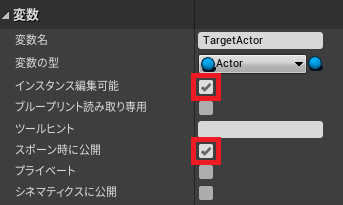 変数
変数名 TargetActor
変数の型 Actor
インスタンス編集可能
ブループリント読み取り専用
ツールヒント
スポーン時に公開
プライベート
シネマティクスに公開